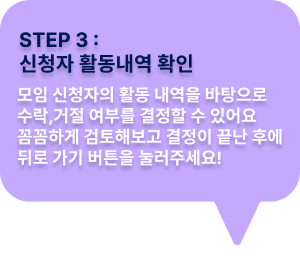 STEP 3 :
신청자 활동내역 확인
모임 신청자의 활동 내역을 바탕으로
수락,거절 여부를 결정할 수 있어요
꼼꼼하게 검토해보고 결정이 끝난 후에
뒤로 가기 버튼을 눌러주세요!